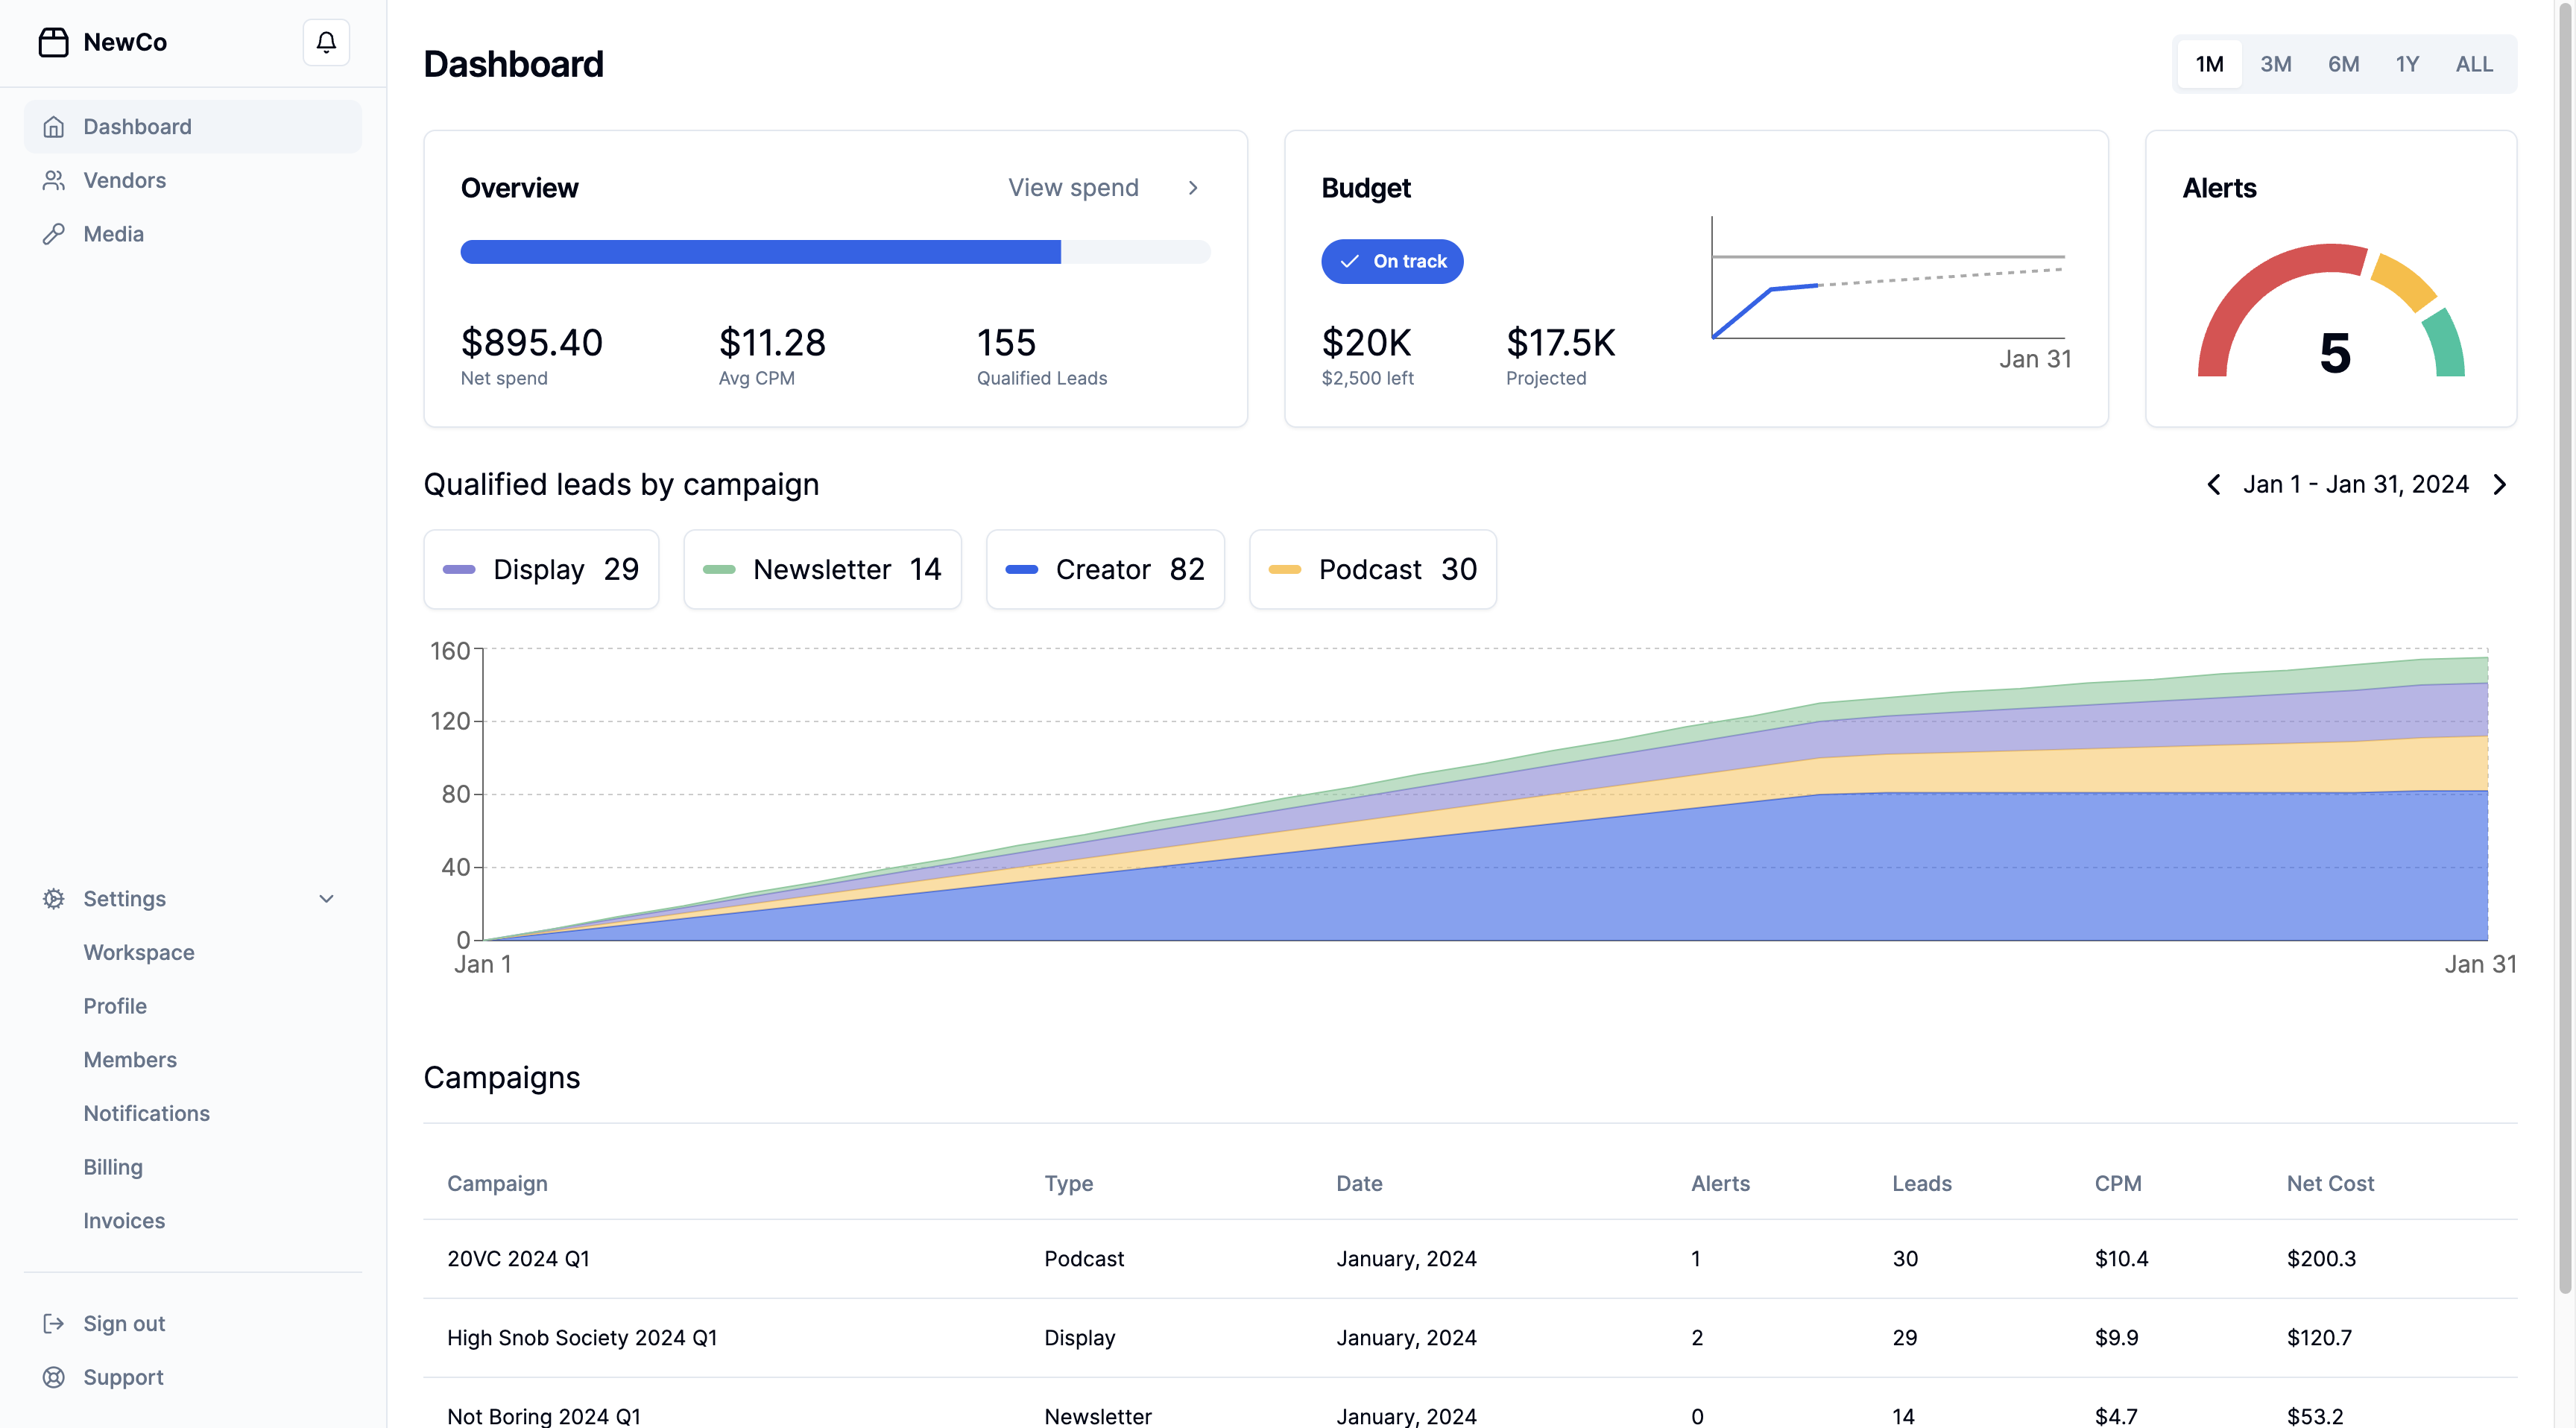 NewCo
Dashboard
Vendors
Media
Settings
Workspace
Profile
Members
Notifications
Billing
Invoices
Sign out
Support
Dashboard
1M 3M 6M 1Y ALL
Overview View spend
$895.40 $11.28 155
Net spend Avg CPM Qualified Leads
Budget
On track
$20K $17.5K
$2,500 left Projected
Jan 31
Alerts
5
Qualified leads by campaign
Jan 1 - Jan 31, 2024
Display 29 Newsletter 14 Creator 82 Podcast 30
160
120
80
40
0
Jan 1 Jan 31
Campaigns
Campaign Type Date Alerts Leads CPM Net Cost
20VC 2024 Q1 Podcast January, 2024 1 30 $10.4 $200.3
High Snob Society 2024 Q1 Display January, 2024 2 29 $9.9 $120.7
Not Boring 2024 Q1 Newsletter January, 2024 0 14 $4.7 $53.2